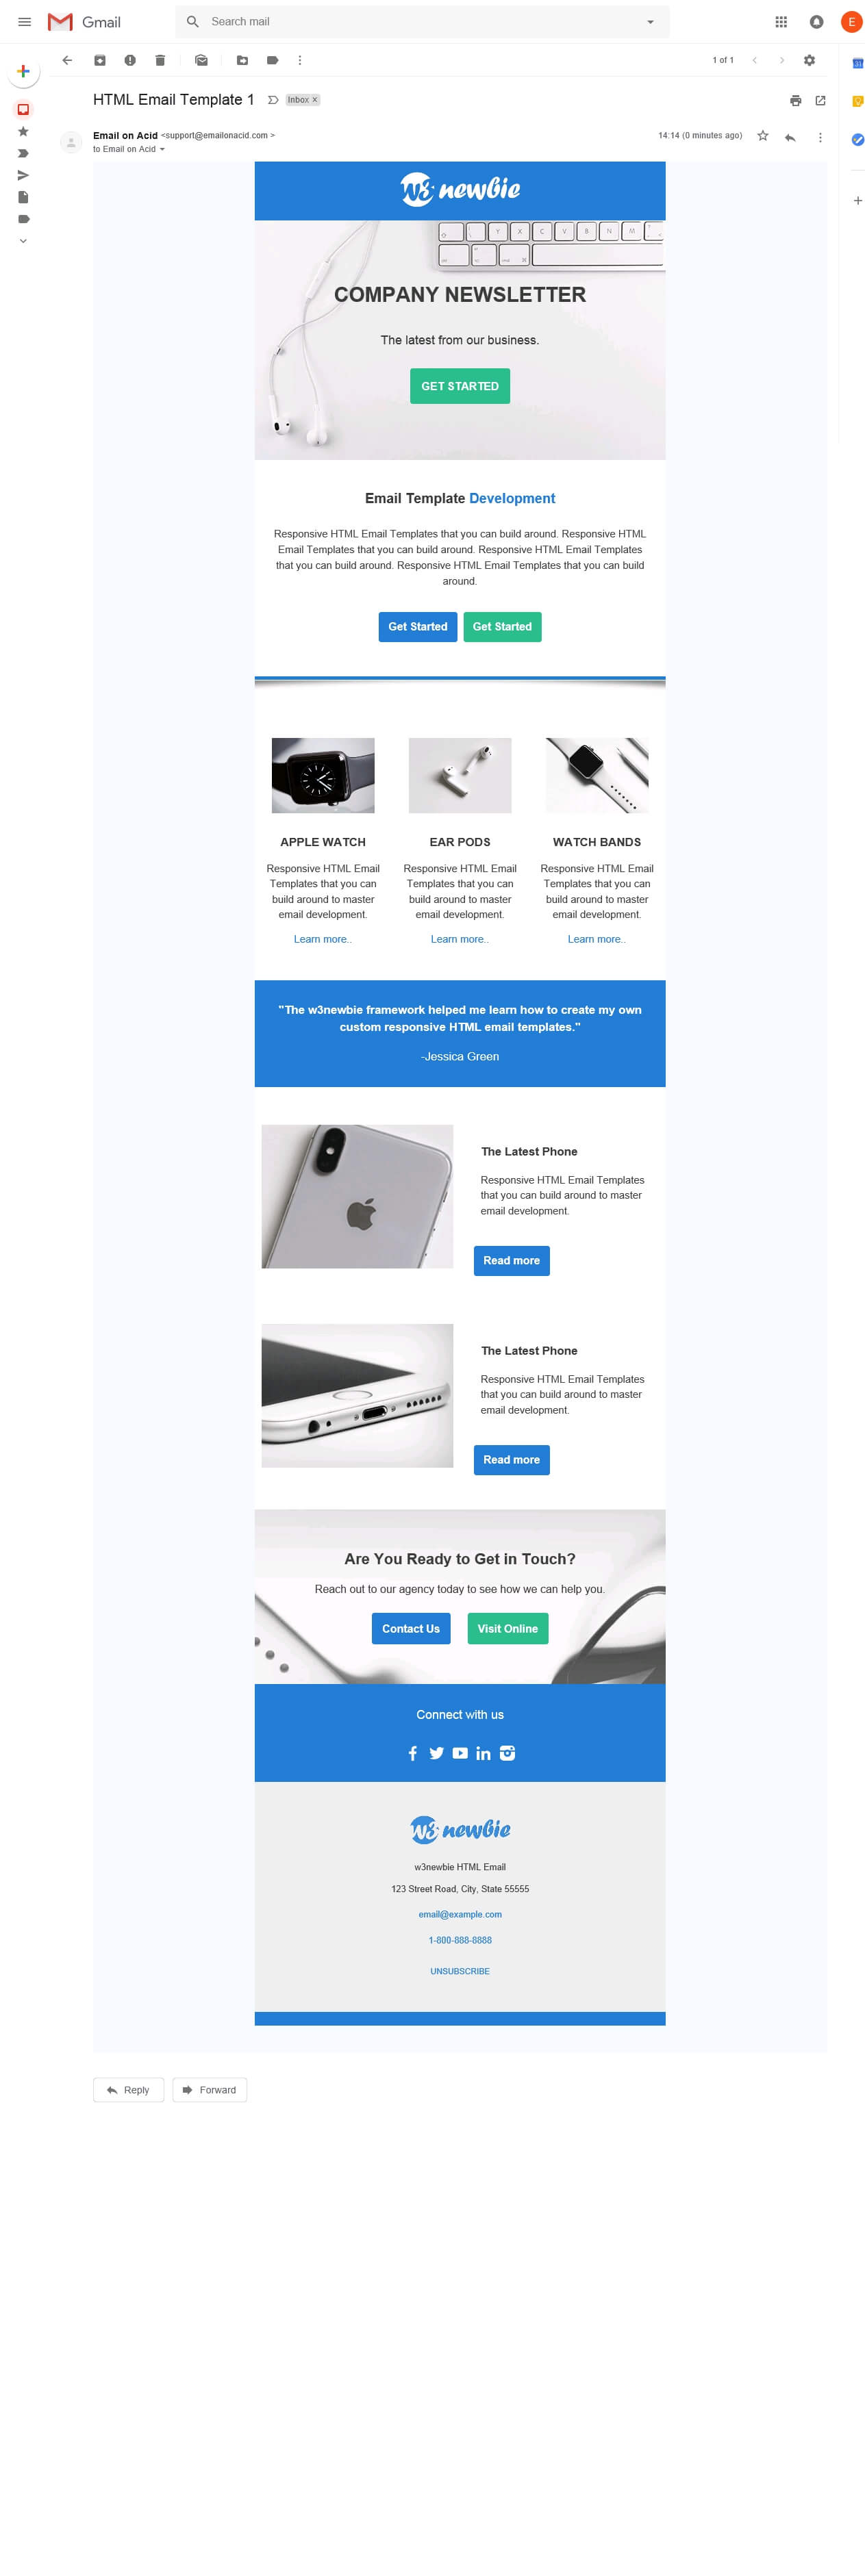 Gmail
Search mail
E
1 of 1
31
HTML Email Template 1
Inbox x
Email on Acid <support@emailonacid.com >
14:14 (0 minutes ago)
to Email on Acid
w3 newbie
Y X C V B N M
alt cmd
COMPANY NEWSLETTER
The latest from our business.
GET STARTED
Email Template Development
Responsive HTML Email Templates that you can build around. Responsive HTML
Email Templates that you can build around. Responsive HTML Email Templates
that you can build around. Responsive HTML Email Templates that you can build
around.
Get Started
Get Started
APPLE WATCH
Responsive HTML Email
Templates that you can
build around to master
email development.
Learn more..
EAR PODS
Responsive HTML Email
Templates that you can
build around to master
email development.
Learn more..
WATCH BANDS
Responsive HTML Email
Templates that you can
build around to master
email development.
Learn more..
"The w3newbie framework helped me learn how to create my own
custom responsive HTML email templates."
-Jessica Green
The Latest Phone
Responsive HTML Email Templates
that you can build around to master
email development.
Read more
The Latest Phone
Responsive HTML Email Templates
that you can build around to master
email development.
Read more
Are You Ready to Get in Touch?
Reach out to our agency today to see how we can help you.
Contact Us
Visit Online
Connect with us
w3 newbie
w3newbie HTML Email
123 Street Road, City, State 55555
email@example.com
1-800-888-8888
UNSUBSCRIBE
Reply
Forward